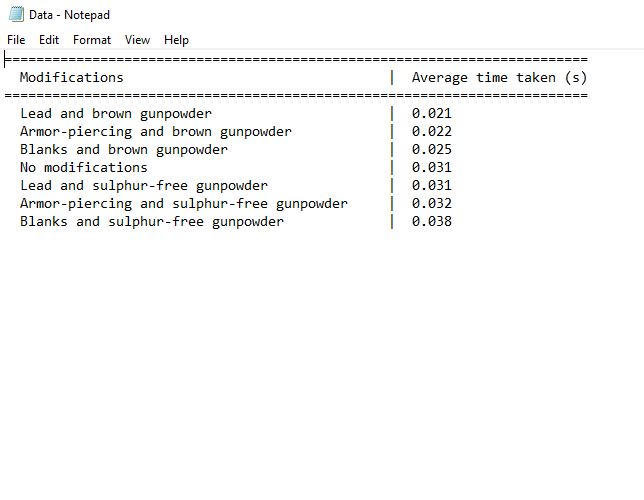 Data - Notepad
File Edit Format View Help
=========================================================================
Modifications | Average time taken (s)
=========================================================================
Lead and brown gunpowder | 0.021
Armor-piercing and brown gunpowder | 0.022
Blanks and brown gunpowder | 0.025
No modifications | 0.031
Lead and sulphur-free gunpowder | 0.031
Armor-piercing and sulphur-free gunpowder | 0.032
Blanks and sulphur-free gunpowder | 0.038